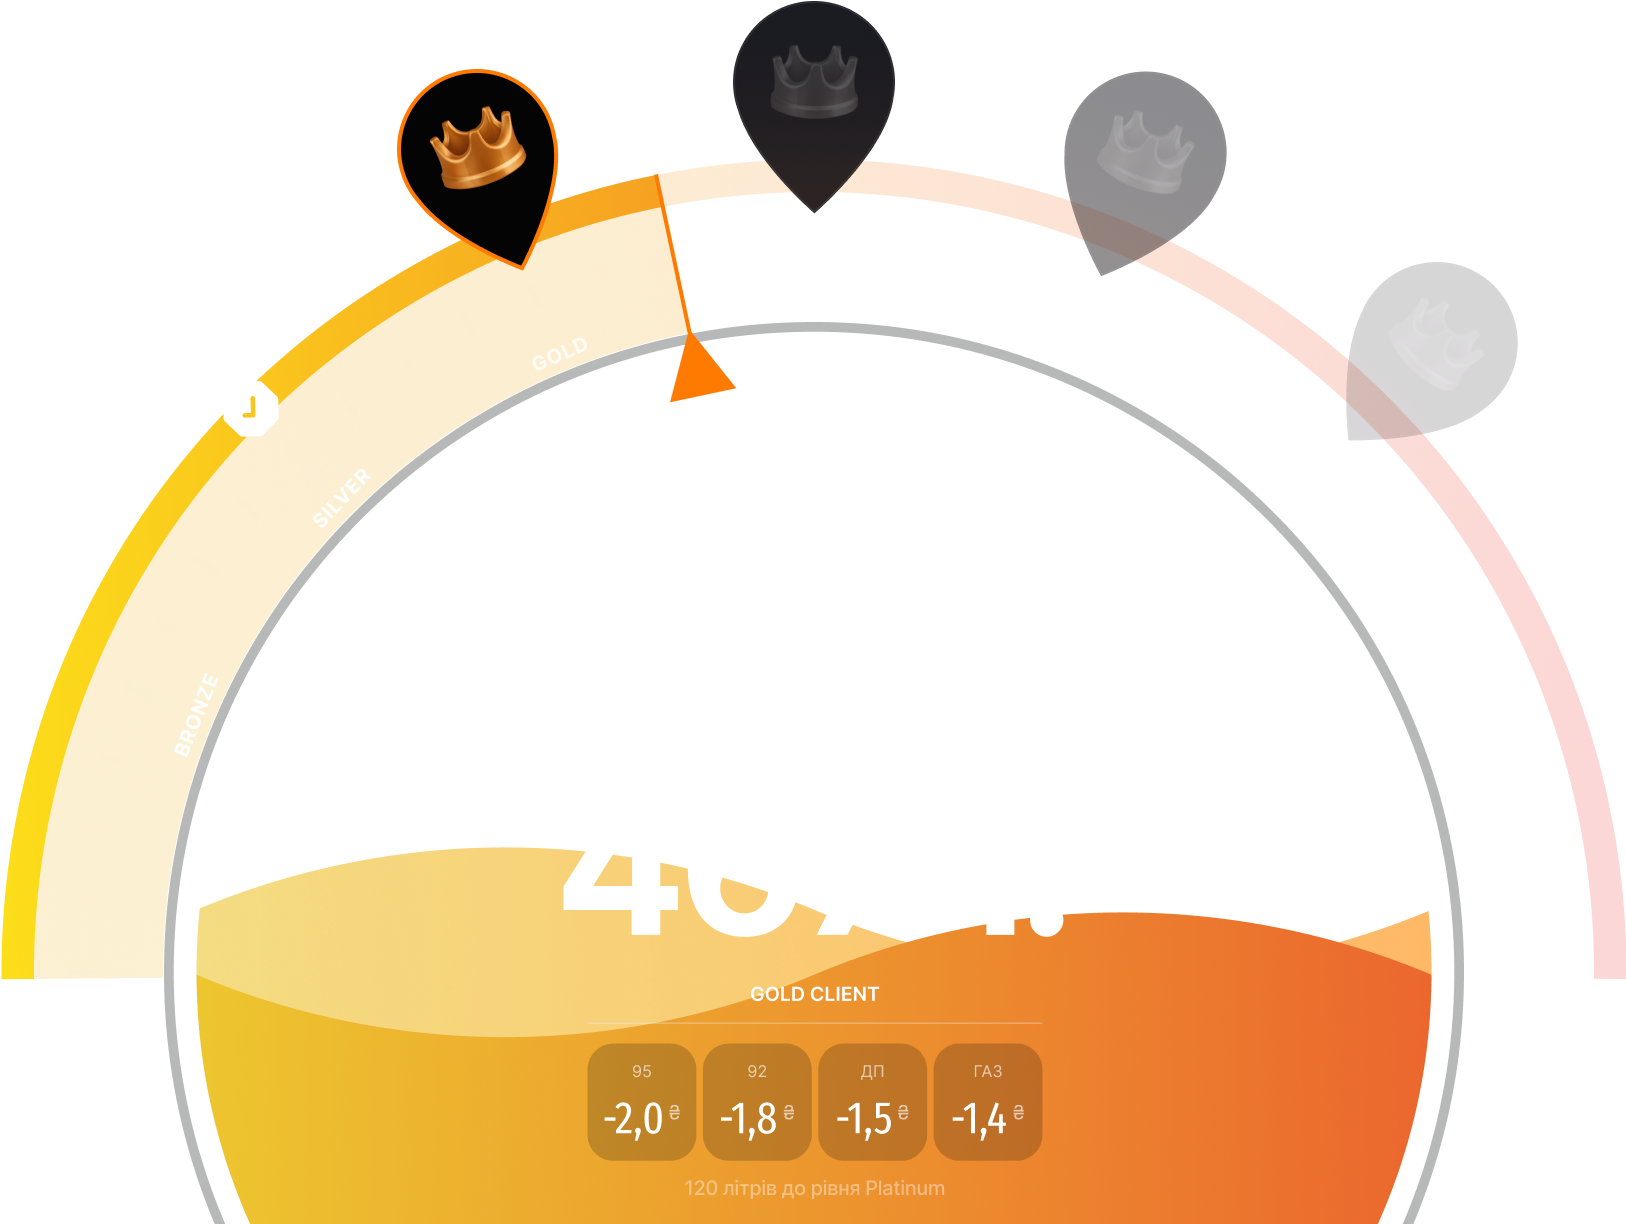 GOLD
SILVER
BRONZE
GOLD CLIENT
95 92 ДП ГАЗ
-2,0 ₴ -1,8 ₴ -1,5 ₴ -1,4 ₴
120 літрів до рівня Platinum